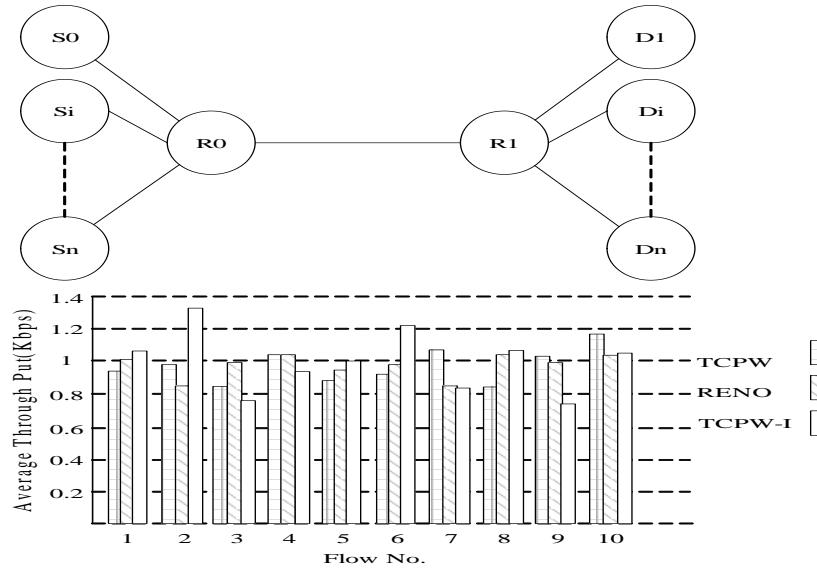 S0
D1
Si
Di
R0
R1
Sn
Dn
Average Through Put(Kbps)
1.4
1.2
1
0.8
0.6
0.4
0.2
TCPW
RENO
TCPW-I
1 2 3 4 5 6 7 8 9 10
Flow No.